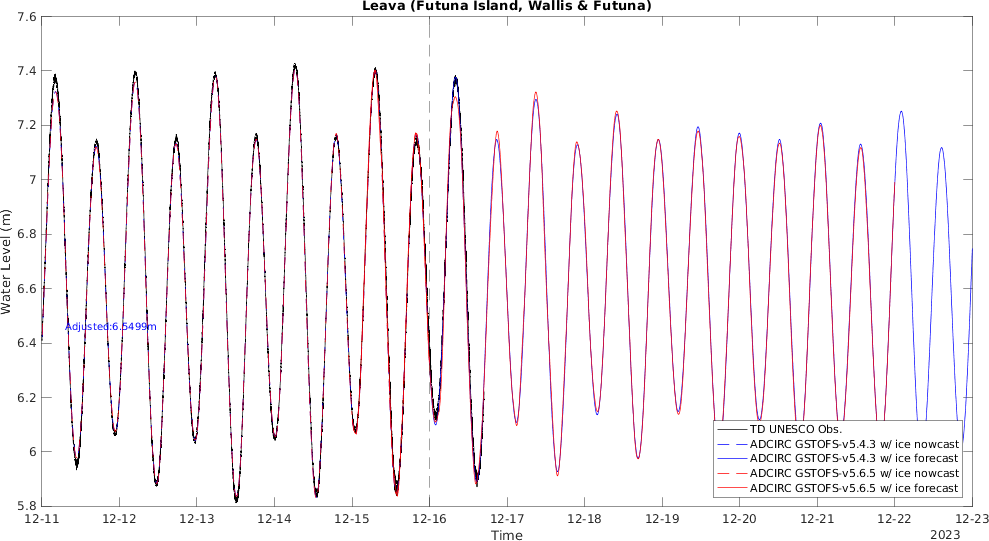 Leava (Futuna Island, Wallis & Futuna)
7.6
7.4
7.2
7
6.8
6.6
6.4
6.2
6
5.8
Water Level (m)
Adjusted:6.5499m
TD UNESCO Obs.
ADCIRC GSTOFS-v5.4.3 w/ ice nowcast
ADCIRC GSTOFS-v5.4.3 w/ ice forecast
ADCIRC GSTOFS-v5.6.5 w/ ice nowcast
ADCIRC GSTOFS-v5.6.5 w/ ice forecast
12-11 12-12 12-13 12-14 12-15 12-16 12-17 12-18 12-19 12-20 12-21 12-22 12-23
Time
2023